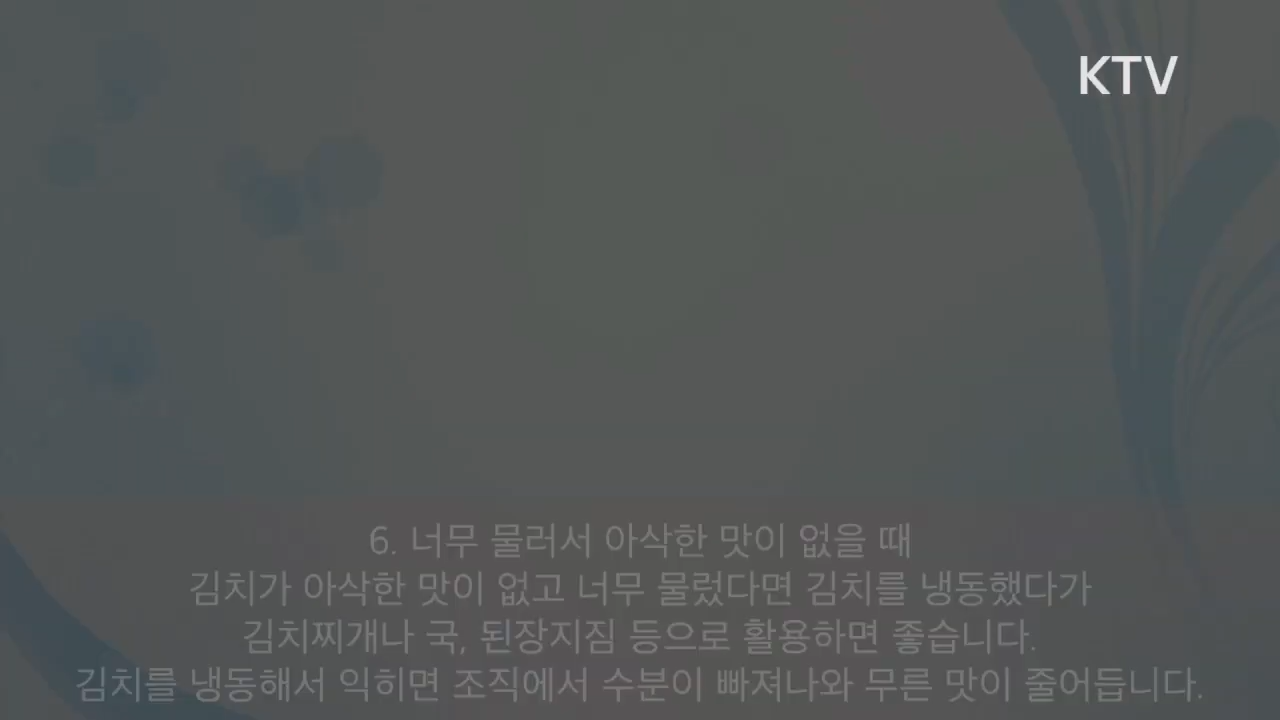 KTV
6. 너무 물러서 아삭한 맛이 없을 때
김치가 아삭한 맛이 없고 너무 물렀다면 김치를 냉동했다가
김치찌개나 국, 된장지짐 등으로 활용하면 좋습니다.
김치를 냉동해서 익히면 조직에서 수분이 빠져나와 무른 맛이 줄어듭니다.